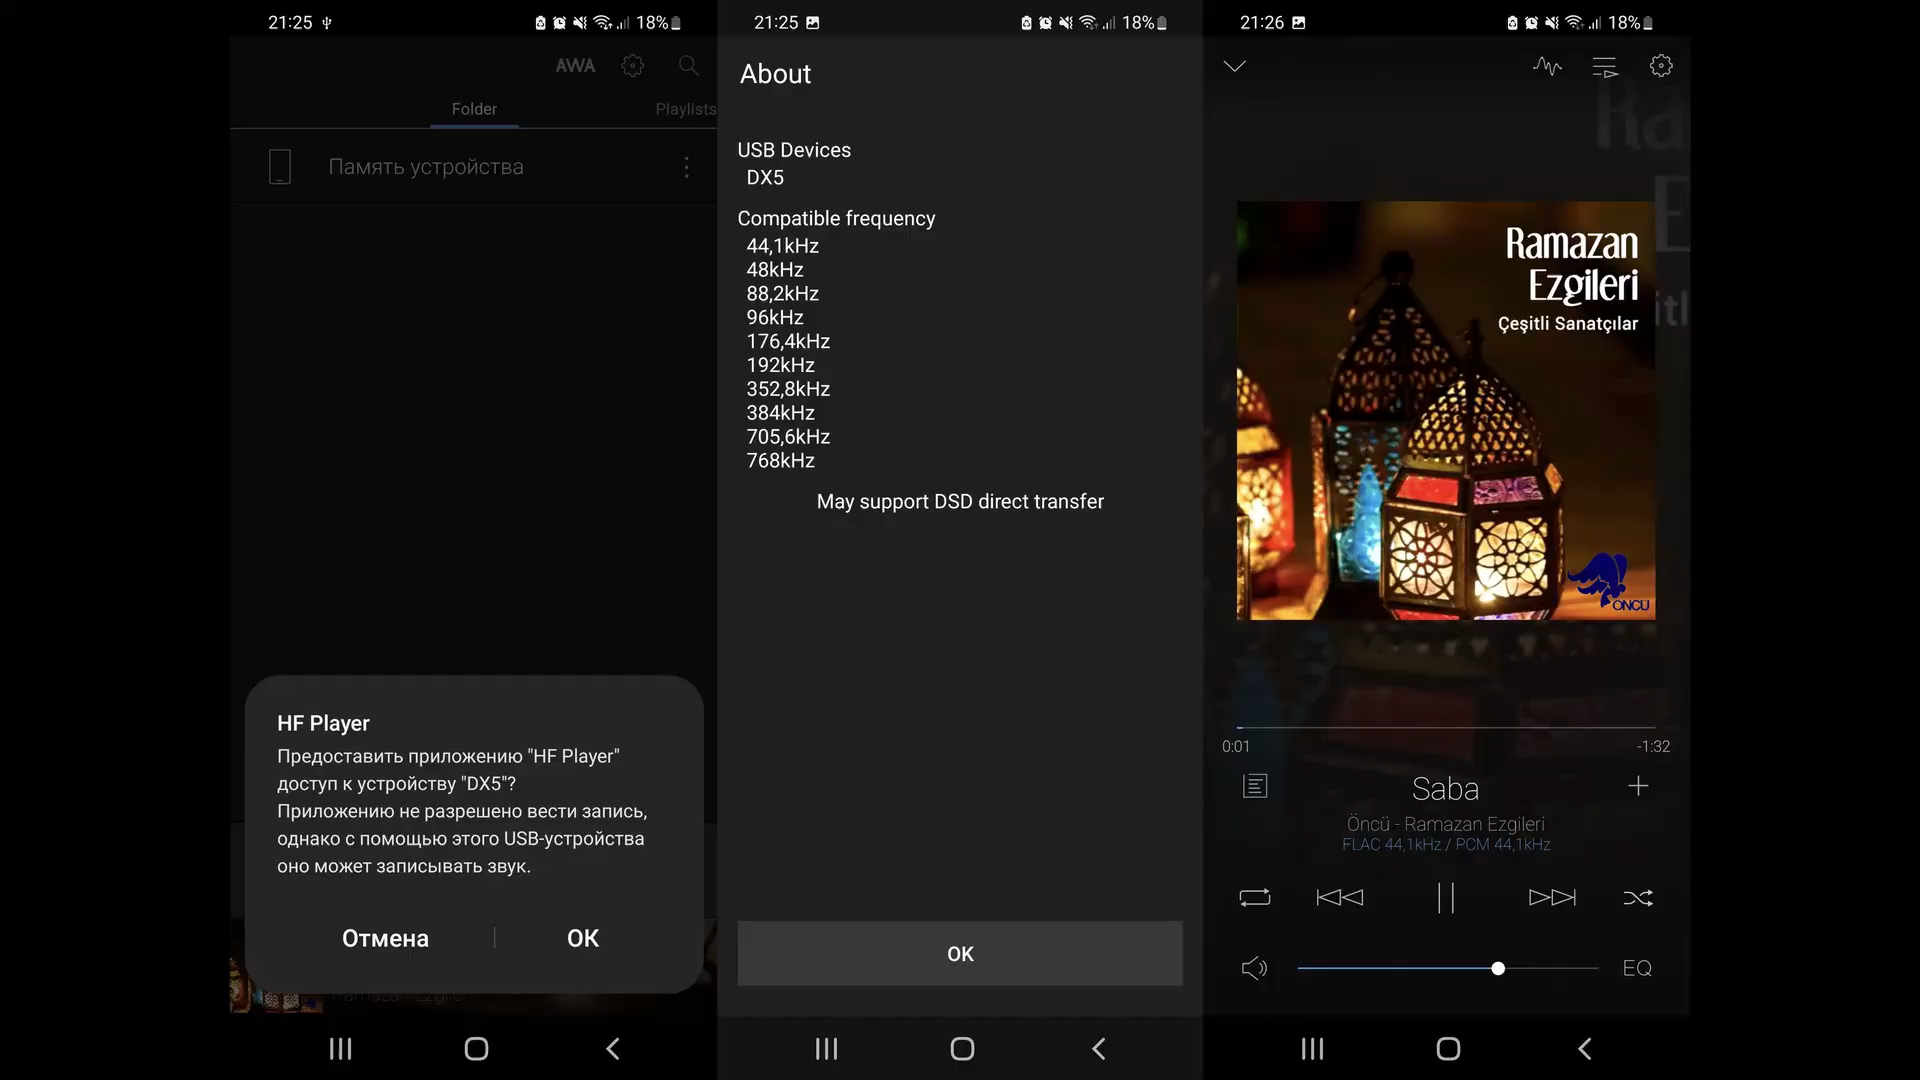 21:25
18%
AWA
Folder
Playlists
Память устройства
HF Player
Предоставить приложению "HF Player"
доступ к устройству "DX5"?
Приложению не разрешено вести запись,
однако с помощью этого USB-устройства
оно может записывать звук.
Отмена
ОК
Ramazan Ezgileri
21:25
18%
About
USB Devices
DX5
Compatible frequency
44,1kHz
48kHz
88,2kHz
96kHz
176,4kHz
192kHz
352,8kHz
384kHz
705,6kHz
768kHz
May support DSD direct transfer
OK
21:26
18%
Ramazan
Ezgileri
Çeşitli Sanatçılar
ÖNCÜ
0:01
-1:32
Saba
Öncü - Ramazan Ezgileri
FLAC 44,1kHz / PCM 44,1kHz
EQ